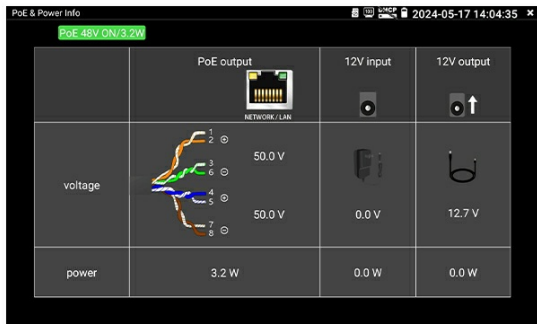 PoE & Power Info
2024-05-17 14:04:35 ×
PoE 48V ON/3.2W
PoE output
12V input
12V output
NETWORK / LAN
voltage
1
2
3
6
4
5
7
8
50.0 V
50.0 V
0.0 V
12.7 V
power
3.2 W
0.0 W
0.0 W